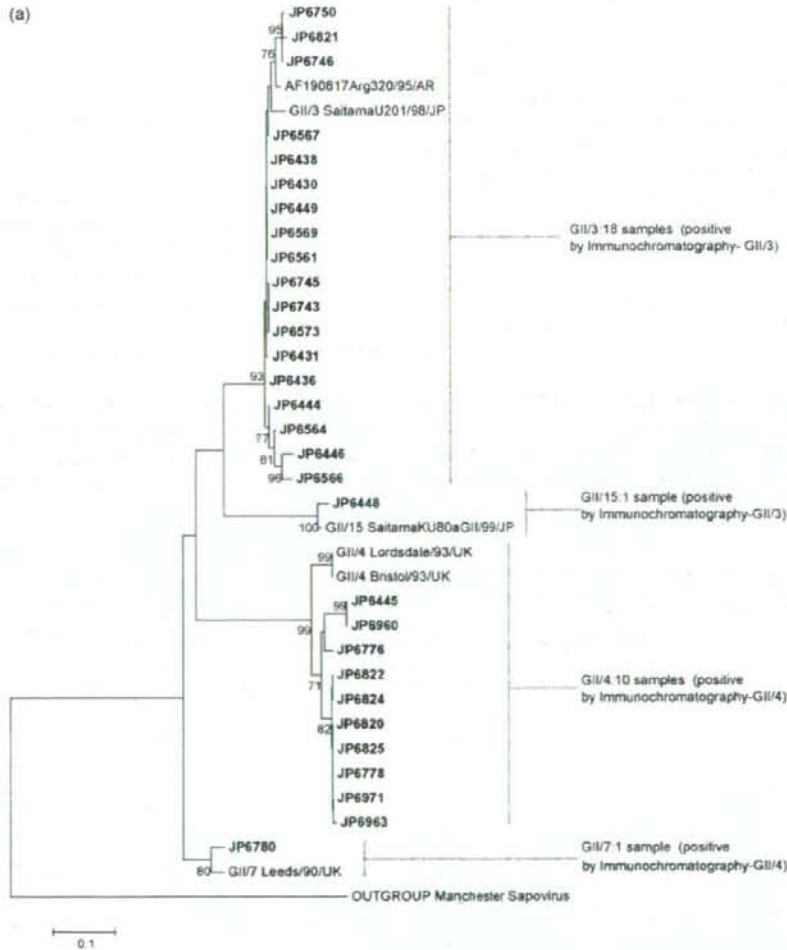 (a)
JP6750
95
JP6821
76
JP6746
AF190817Arg320/95/AR
GII/3 SaitamaU201/98/JP
JP6567
JP6438
JP6430
JP6449
GII/3:18 samples (positive
by Immunochromatography- GII/3)
JP6569
JP6561
JP6745
JP6743
JP6573
JP6431
93
JP6436
JP6444
77
JP6564
81
JP6446
96
JP6566
JP6448
GII/15:1 sample (positive
by Immunochromatography-GII/3)
100
GII/15 SaitamaKU80aGII/99/JP
99
GII/4 Lordsdale/93/UK
GII/4 Bristol/93/UK
99
JP6445
99
JP6960
JP6776
71
JP6822
GII/4:10 samples (positive
by Immunochromatography-GII/4)
JP6824
82
JP6820
JP6825
JP6778
JP6971
JP6963
JP6780
GII/7:1 sample (positive
by Immunochromatography-GII/4)
80
GII/7 Leeds/90/UK
OUTGROUP Manchester Sapovirus
0.1